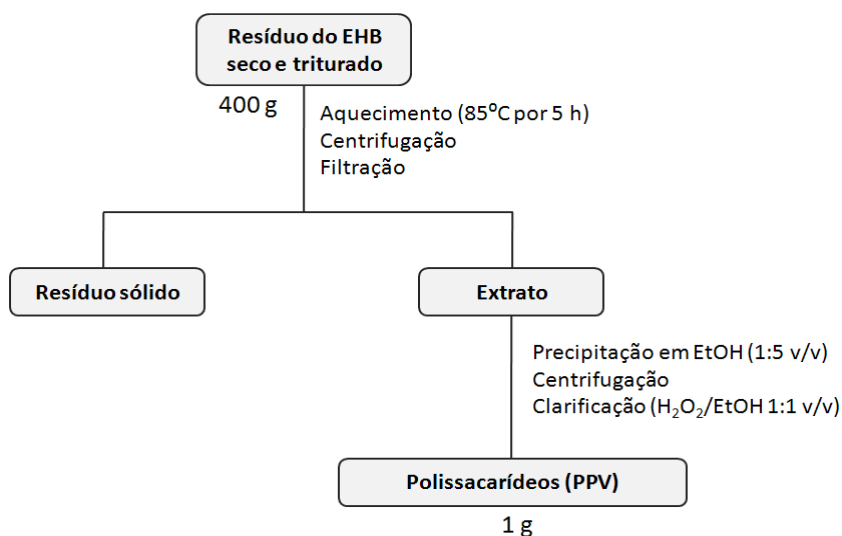 Resíduo do EHB
seco e triturado
400 g
Aquecimento (85⁰C por 5 h)
Centrifugação
Filtração
Resíduo sólido
Extrato
Precipitação em EtOH (1:5 v/v)
Centrifugação
Clarificação (H₂O₂/EtOH 1:1 v/v)
Polissacarídeos (PPV)
1 g